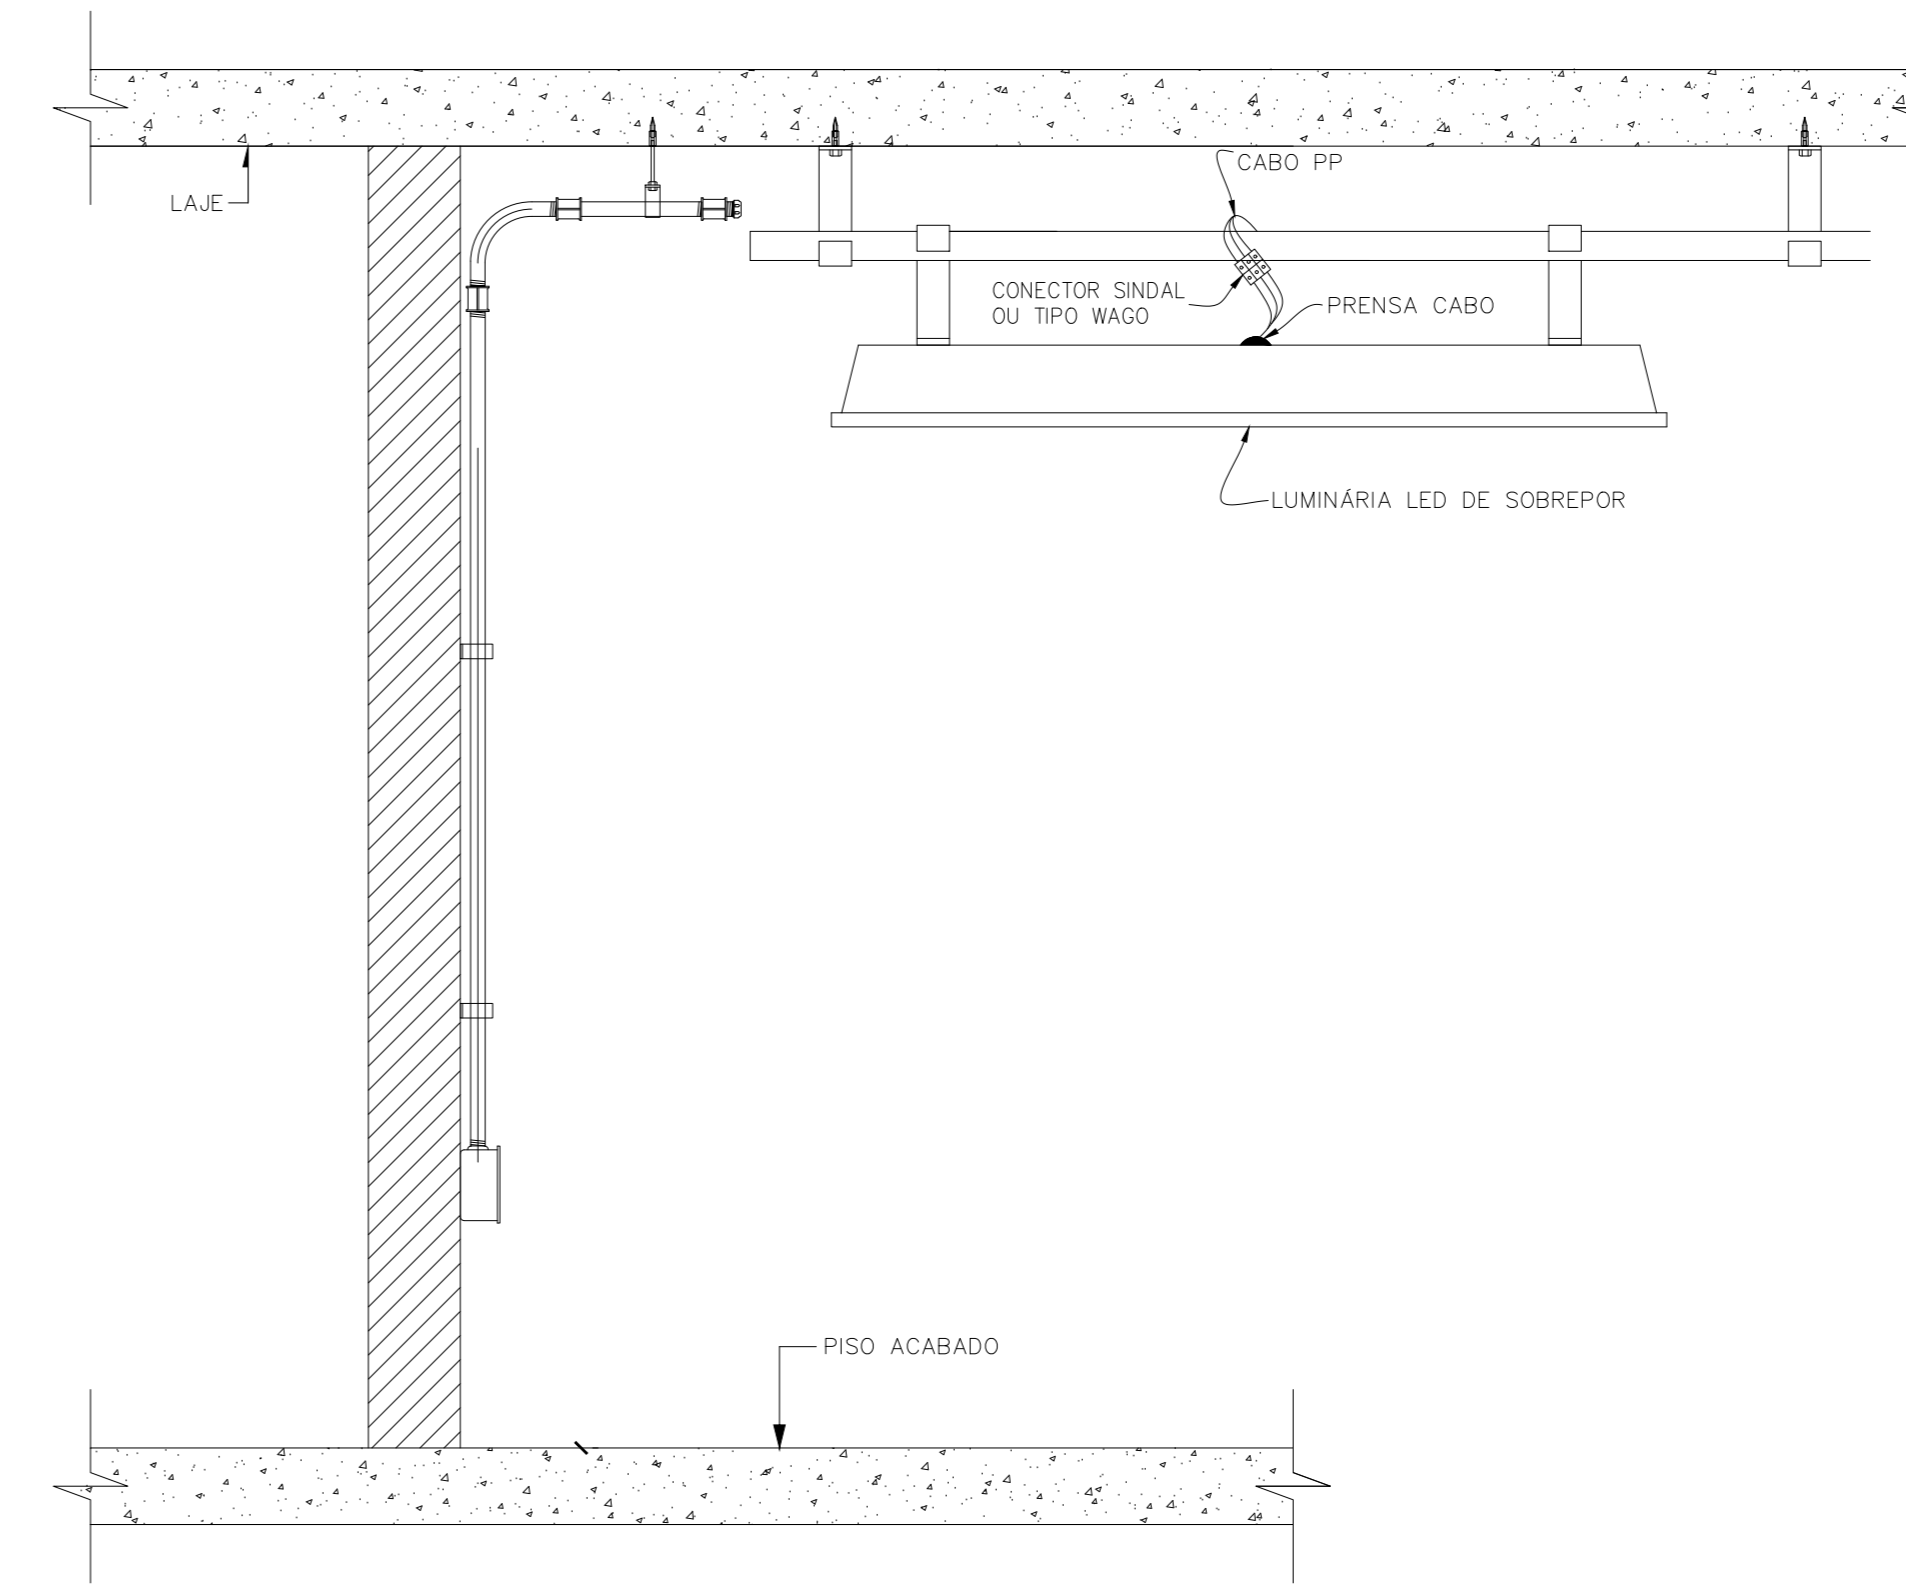 CABO PP
LAJE
CONECTOR SINDAL
OU TIPO WAGO
PRENSA CABO
LUMINÁRIA LED DE SOBREPOR
PISO ACABADO